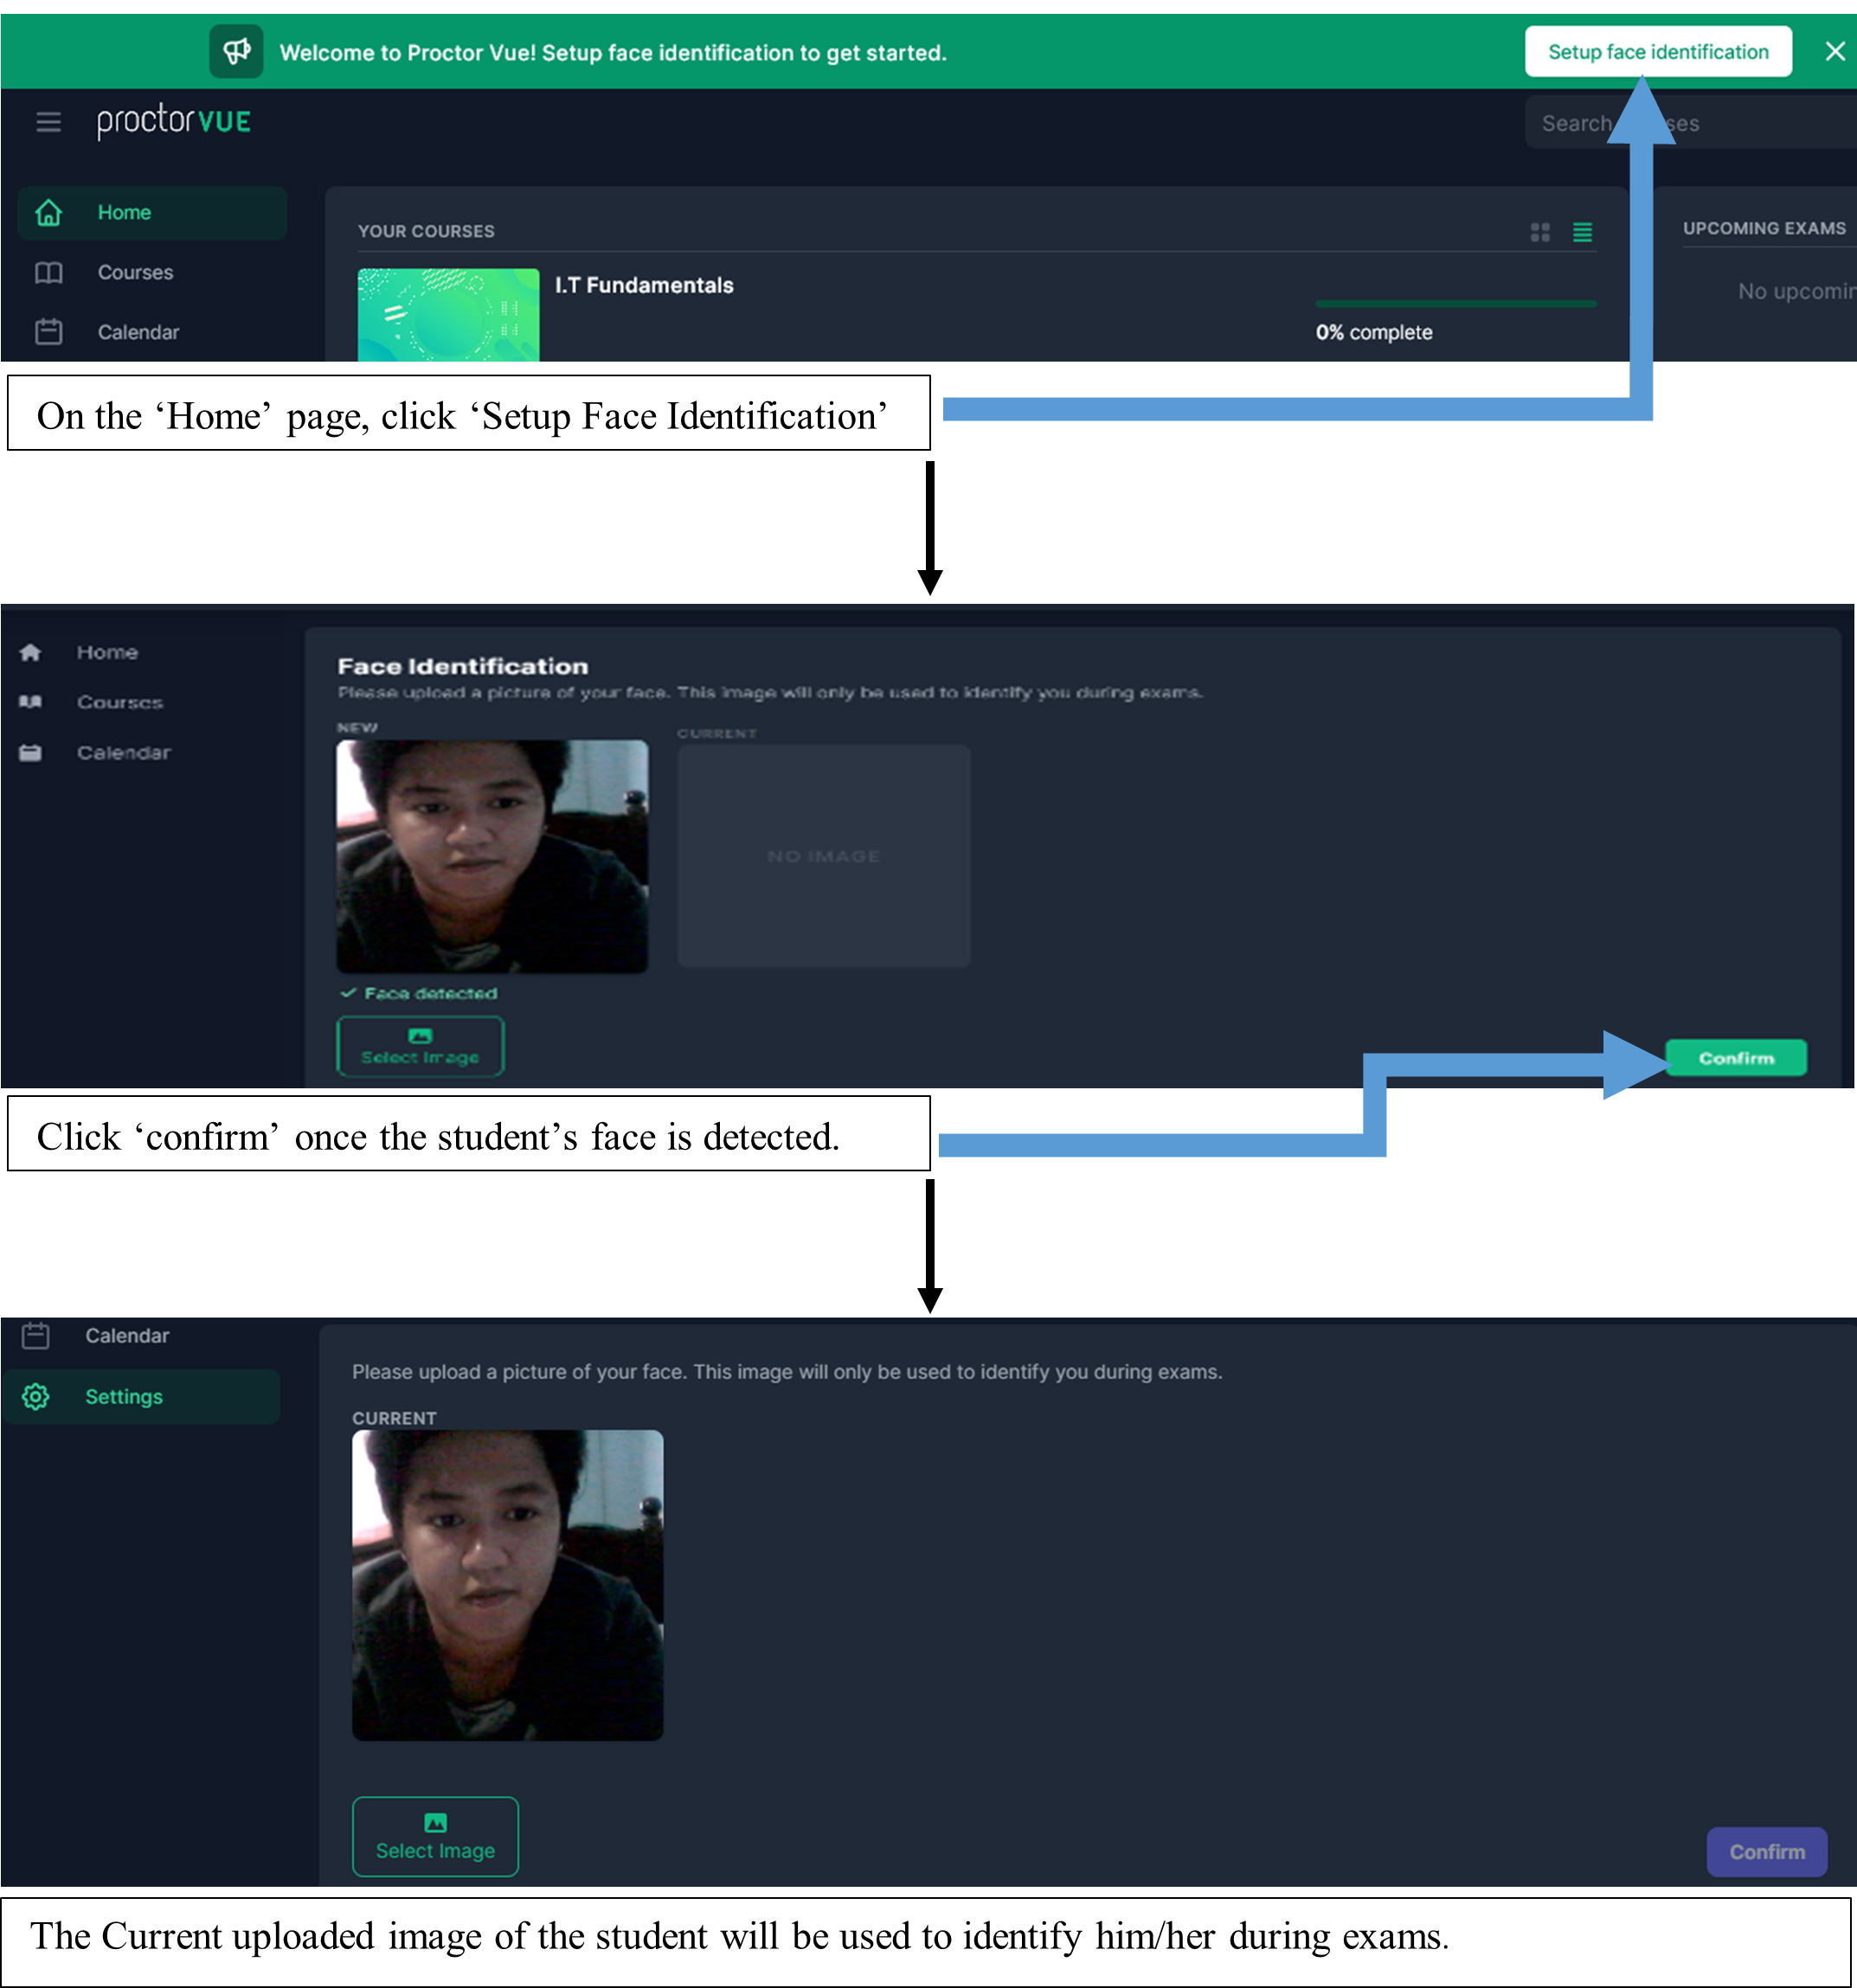 Welcome to Proctor Vue! Setup face identification to get started.
Setup face identification
proctorVUE
Search
ses
Home
YOUR COURSES
UPCOMING EXAMS
Courses
I.T Fundamentals
No upcomin
Calendar
0% complete
On the ‘Home’ page, click ‘Setup Face Identification’
Home
Face Identification
Please upload a picture of your face. This image will only be used to identify you during exams.
Courses
NEW
CURRENT
Calendar
NO IMAGE
Face detected
Select Image
Confirm
Click ‘confirm’ once the student’s face is detected.
Calendar
Please upload a picture of your face. This image will only be used to identify you during exams.
Settings
CURRENT
Select Image
Confirm
The Current uploaded image of the student will be used to identify him/her during exams.